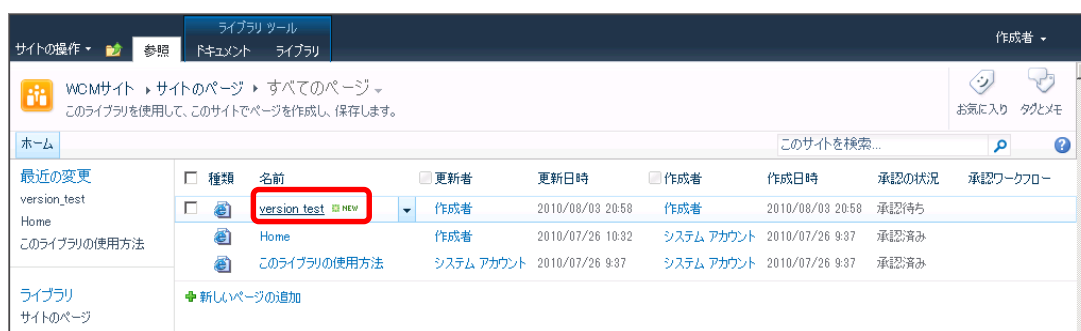 ライブラリ ツール
サイトの操作 参照 ドキュメント ライブラリ 作成者
WCMサイト サイトのページ すべてのページ
このライブラリを使用して、このサイトでページを作成し、保存します。
お気に入り タグとメモ
ホーム このサイトを検索...
最近の変更
version_test
Home
このライブラリの使用方法
ライブラリ
サイトのページ
種類 名前 更新者 更新日時 作成者 作成日時 承認の状況 承認ワークフロー
version test NEW 作成者 2010/08/03 20:58 作成者 2010/08/03 20:58 承認待ち
Home 作成者 2010/07/26 10:32 システム アカウント 2010/07/26 9:37 承認済み
このライブラリの使用方法 システム アカウント 2010/07/26 9:37 システム アカウント 2010/07/26 9:37 承認済み
新しいページの追加